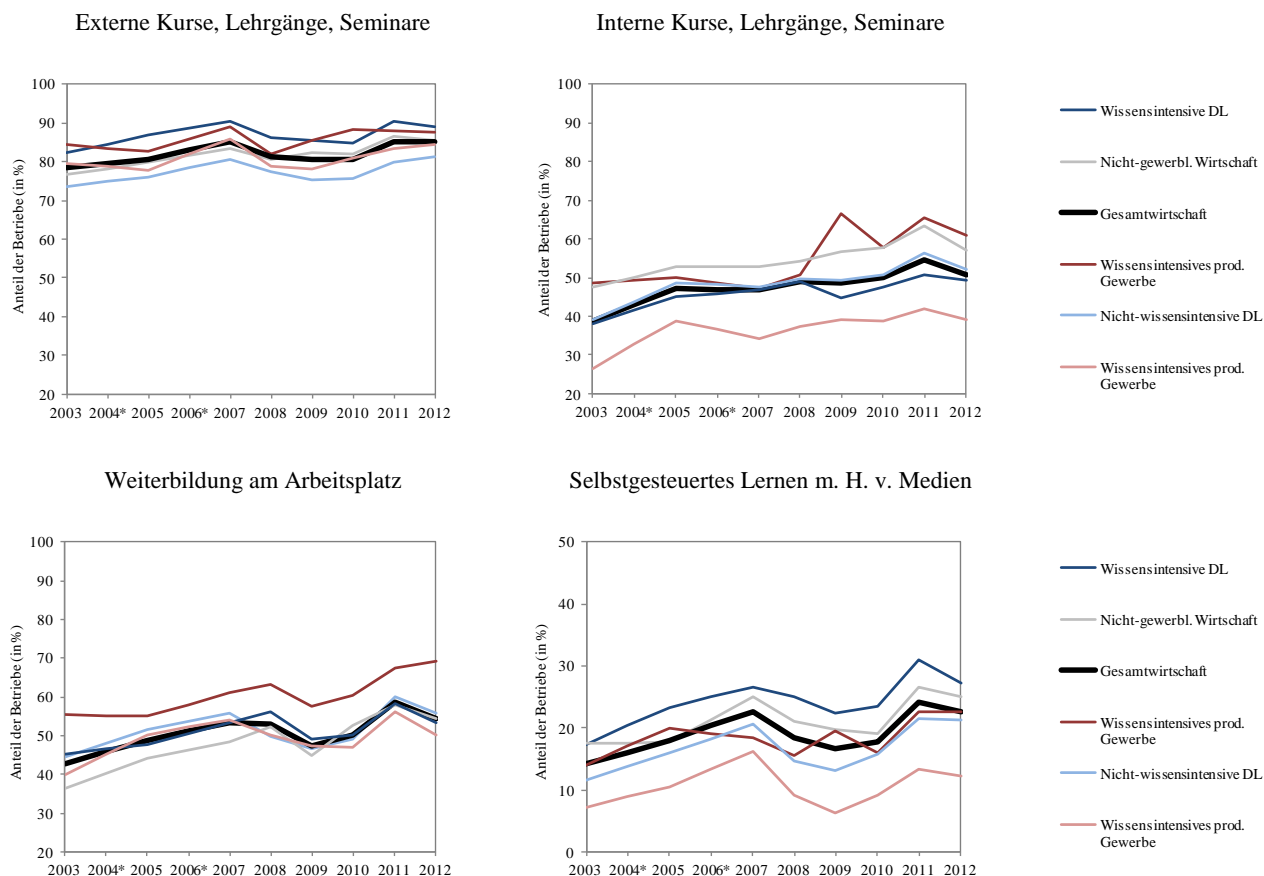 Externe Kurse, Lehrgänge, Seminare
Anteil der Betriebe (in %)
100
90
80
70
60
50
40
30
20
2003 2004* 2005 2006* 2007 2008 2009 2010 2011 2012
Interne Kurse, Lehrgänge, Seminare
Anteil der Betriebe (in %)
100
90
80
70
60
50
40
30
20
2003 2004* 2005 2006* 2007 2008 2009 2010 2011 2012
Wissensintensive DL
Nicht-gewerbl. Wirtschaft
Gesamtwirtschaft
Wissensintensives prod.
Gewerbe
Nicht-wissensintensive DL
Wissensintensives prod.
Gewerbe
Weiterbildung am Arbeitsplatz
Anteil der Betriebe (in %)
100
90
80
70
60
50
40
30
20
2003 2004* 2005 2006* 2007 2008 2009 2010 2011 2012
Selbstgesteuertes Lernen m. H. v. Medien
Anteil der Betriebe (in %)
50
40
30
20
10
0
2003 2004* 2005 2006* 2007 2008 2009 2010 2011 2012
Wissensintensive DL
Nicht-gewerbl. Wirtschaft
Gesamtwirtschaft
Wissensintensives prod.
Gewerbe
Nicht-wissensintensive DL
Wissensintensives prod.
Gewerbe